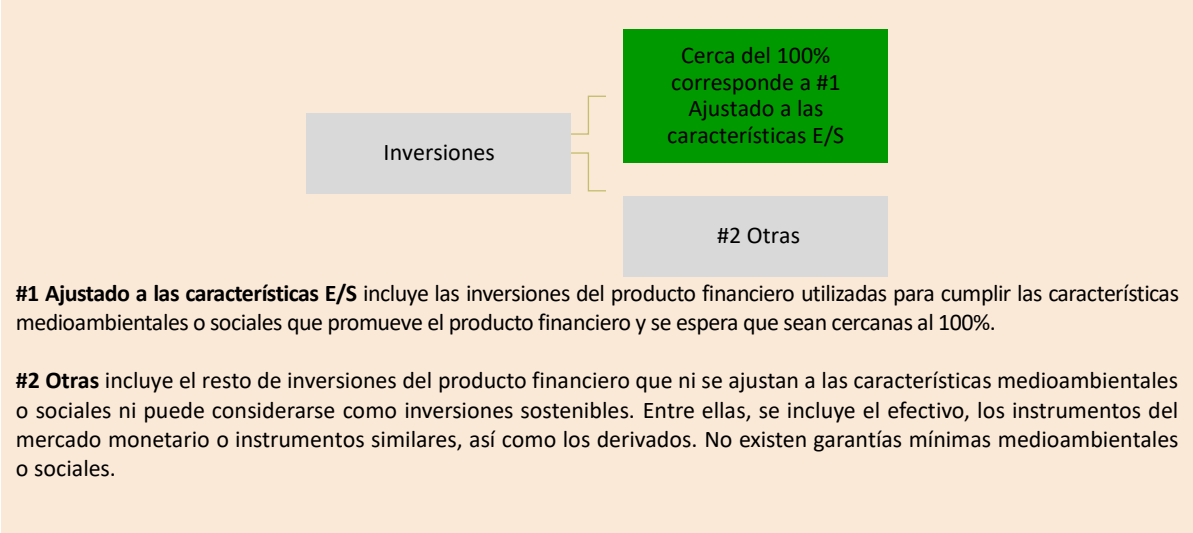 Cerca del 100%
corresponde a #1
Ajustado a las
características E/S
Inversiones
#2 Otras
#1 Ajustado a las características E/S incluye las inversiones del producto financiero utilizadas para cumplir las características
medioambientales o sociales que promueve el producto financiero y se espera que sean cercanas al 100%.
#2 Otras incluye el resto de inversiones del producto financiero que ni se ajustan a las características medioambientales
o sociales ni puede considerarse como inversiones sostenibles. Entre ellas, se incluye el efectivo, los instrumentos del
mercado monetario o instrumentos similares, así como los derivados. No existen garantías mínimas medioambientales
o sociales.